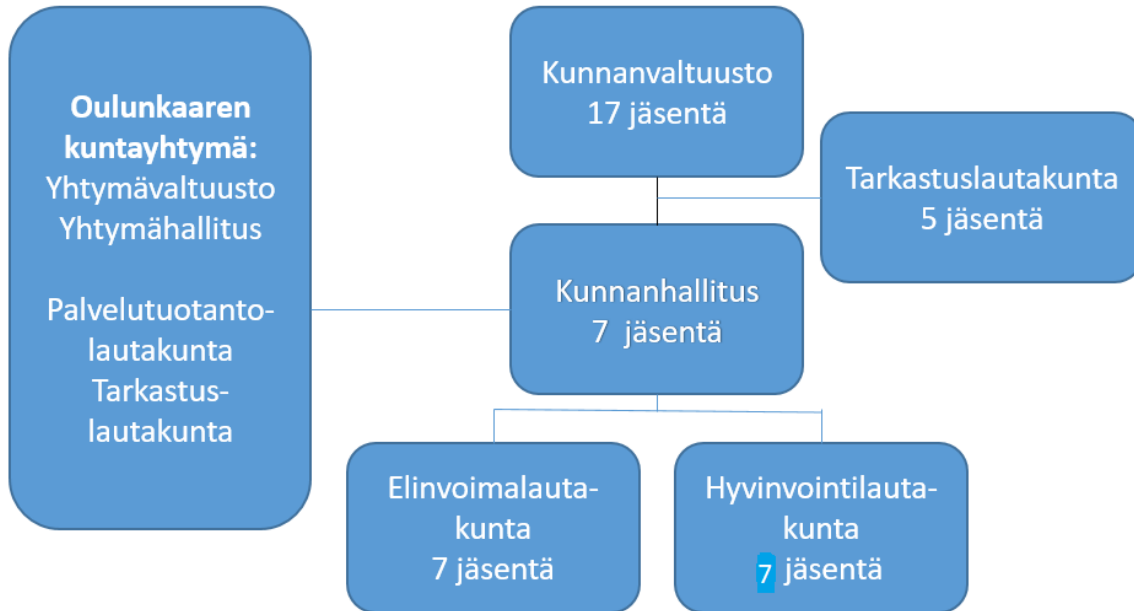 Oulunkaaren
kuntayhtymä:
Yhtymävaltuusto
Yhtymähallitus
Palvelutuotanto-
lautakunta
Tarkastus-
lautakunta
Kunnanvaltuusto
17 jäsentä
Tarkastuslautakunta
5 jäsentä
Kunnanhallitus
7 jäsentä
Elinvoimalauta-
kunta
7 jäsentä
Hyvinvointilauta-
kunta
7 jäsentä